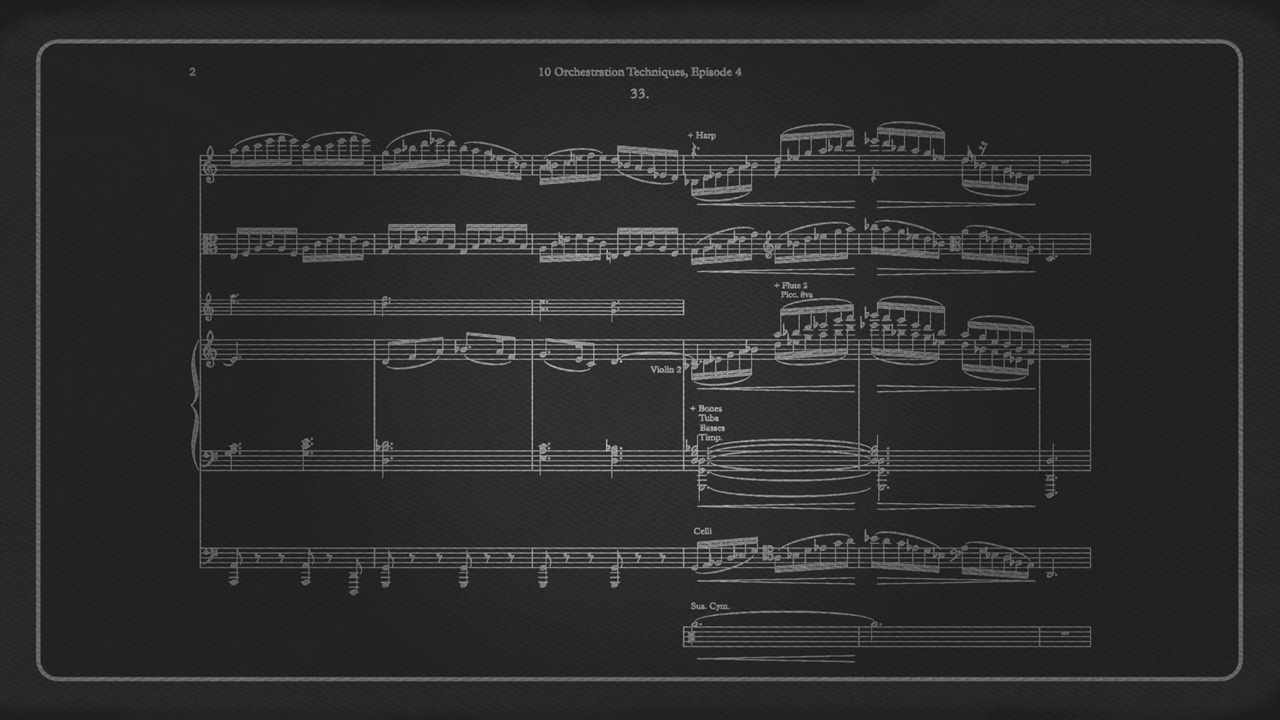 2
10 Orchestration Techniques, Episode 4
33.
+ Harp
+ Flute 2
Picc. 8va
Violin 2
+ Bones
Tuba
Basses
Timp.
Celli
Sus. Cym.